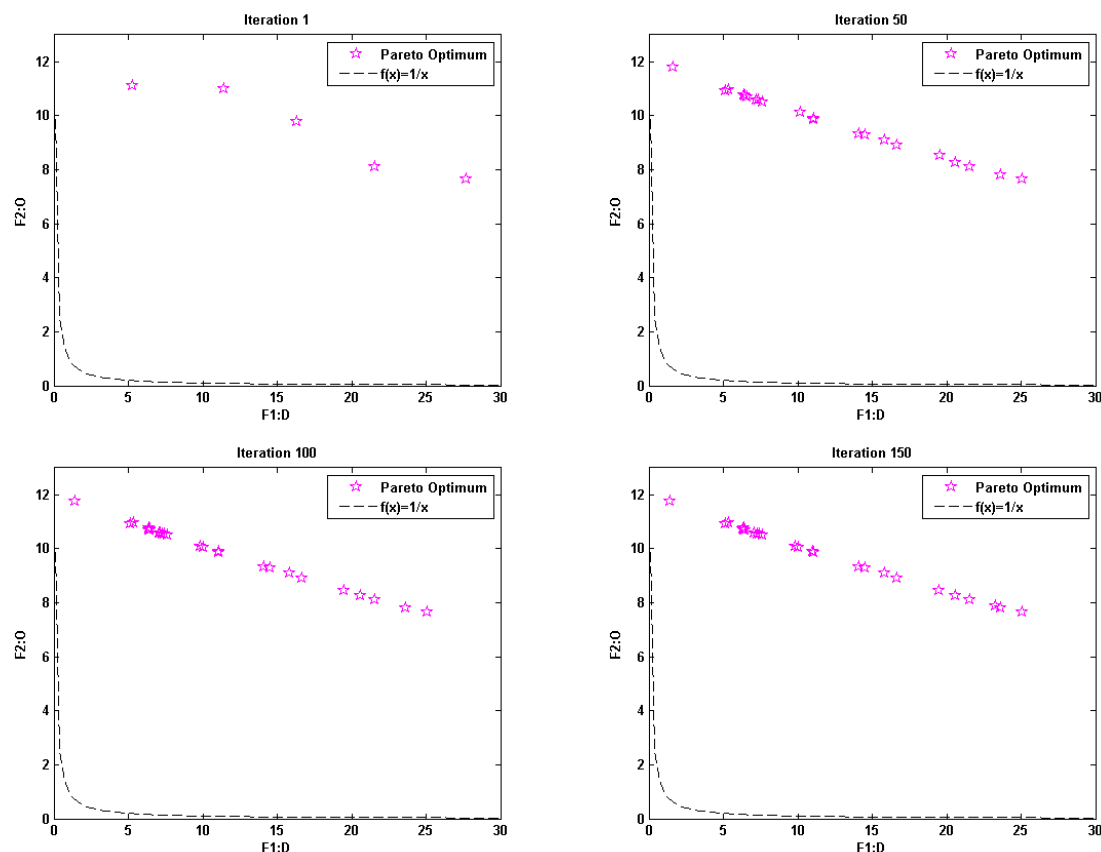 Iteration 1
Pareto Optimum
f(x)=1/x
12
10
8
6
4
2
0
F2:O
0 5 10 15 20 25 30
F1:D
Iteration 50
Pareto Optimum
f(x)=1/x
12
10
8
6
4
2
0
F2:O
0 5 10 15 20 25 30
F1:D
Iteration 100
Pareto Optimum
f(x)=1/x
12
10
8
6
4
2
0
F2:O
0 5 10 15 20 25 30
F1:D
Iteration 150
Pareto Optimum
f(x)=1/x
12
10
8
6
4
2
0
F2:O
0 5 10 15 20 25 30
F1:D